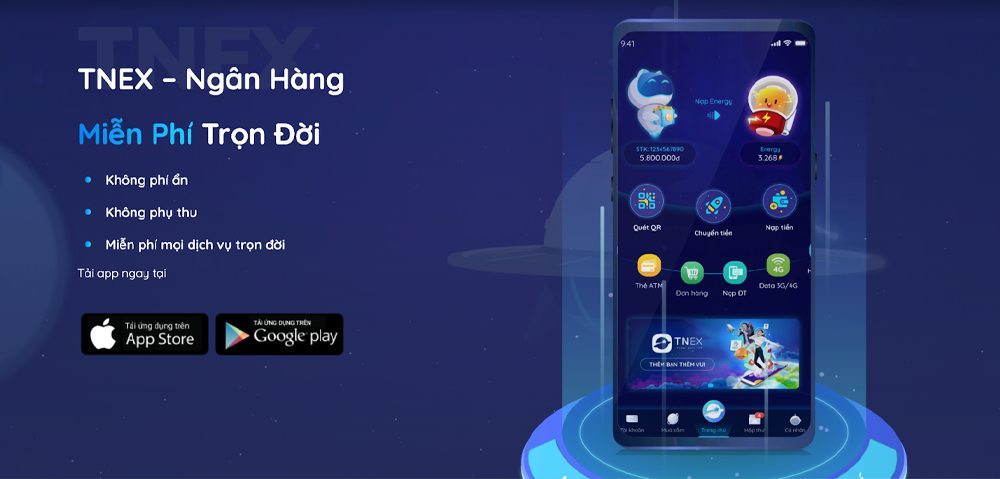 TNEX
TNEX – Ngân Hàng
Miễn Phí Trọn Đời
Không phí ẩn
Không phụ thu
Miễn phí mọi dịch vụ trọn đời
Tải app ngay tại
Tải ứng dụng trên
App Store
TẢI ỨNG DỤNG TRÊN
Google play
9:41
Nạp Energy
STK: 1234567890
5.800.000đ
Energy
3.268
Quét QR
Chuyển tiền
Nạp tiền
4G
Thẻ ATM
Đơn hàng
Nạp ĐT
Data 3G/4G
TNEX
THÊM BẠN THÊM VUI
Tài khoản
Mua sắm
Trang chủ
Hộp thư
Cá nhân